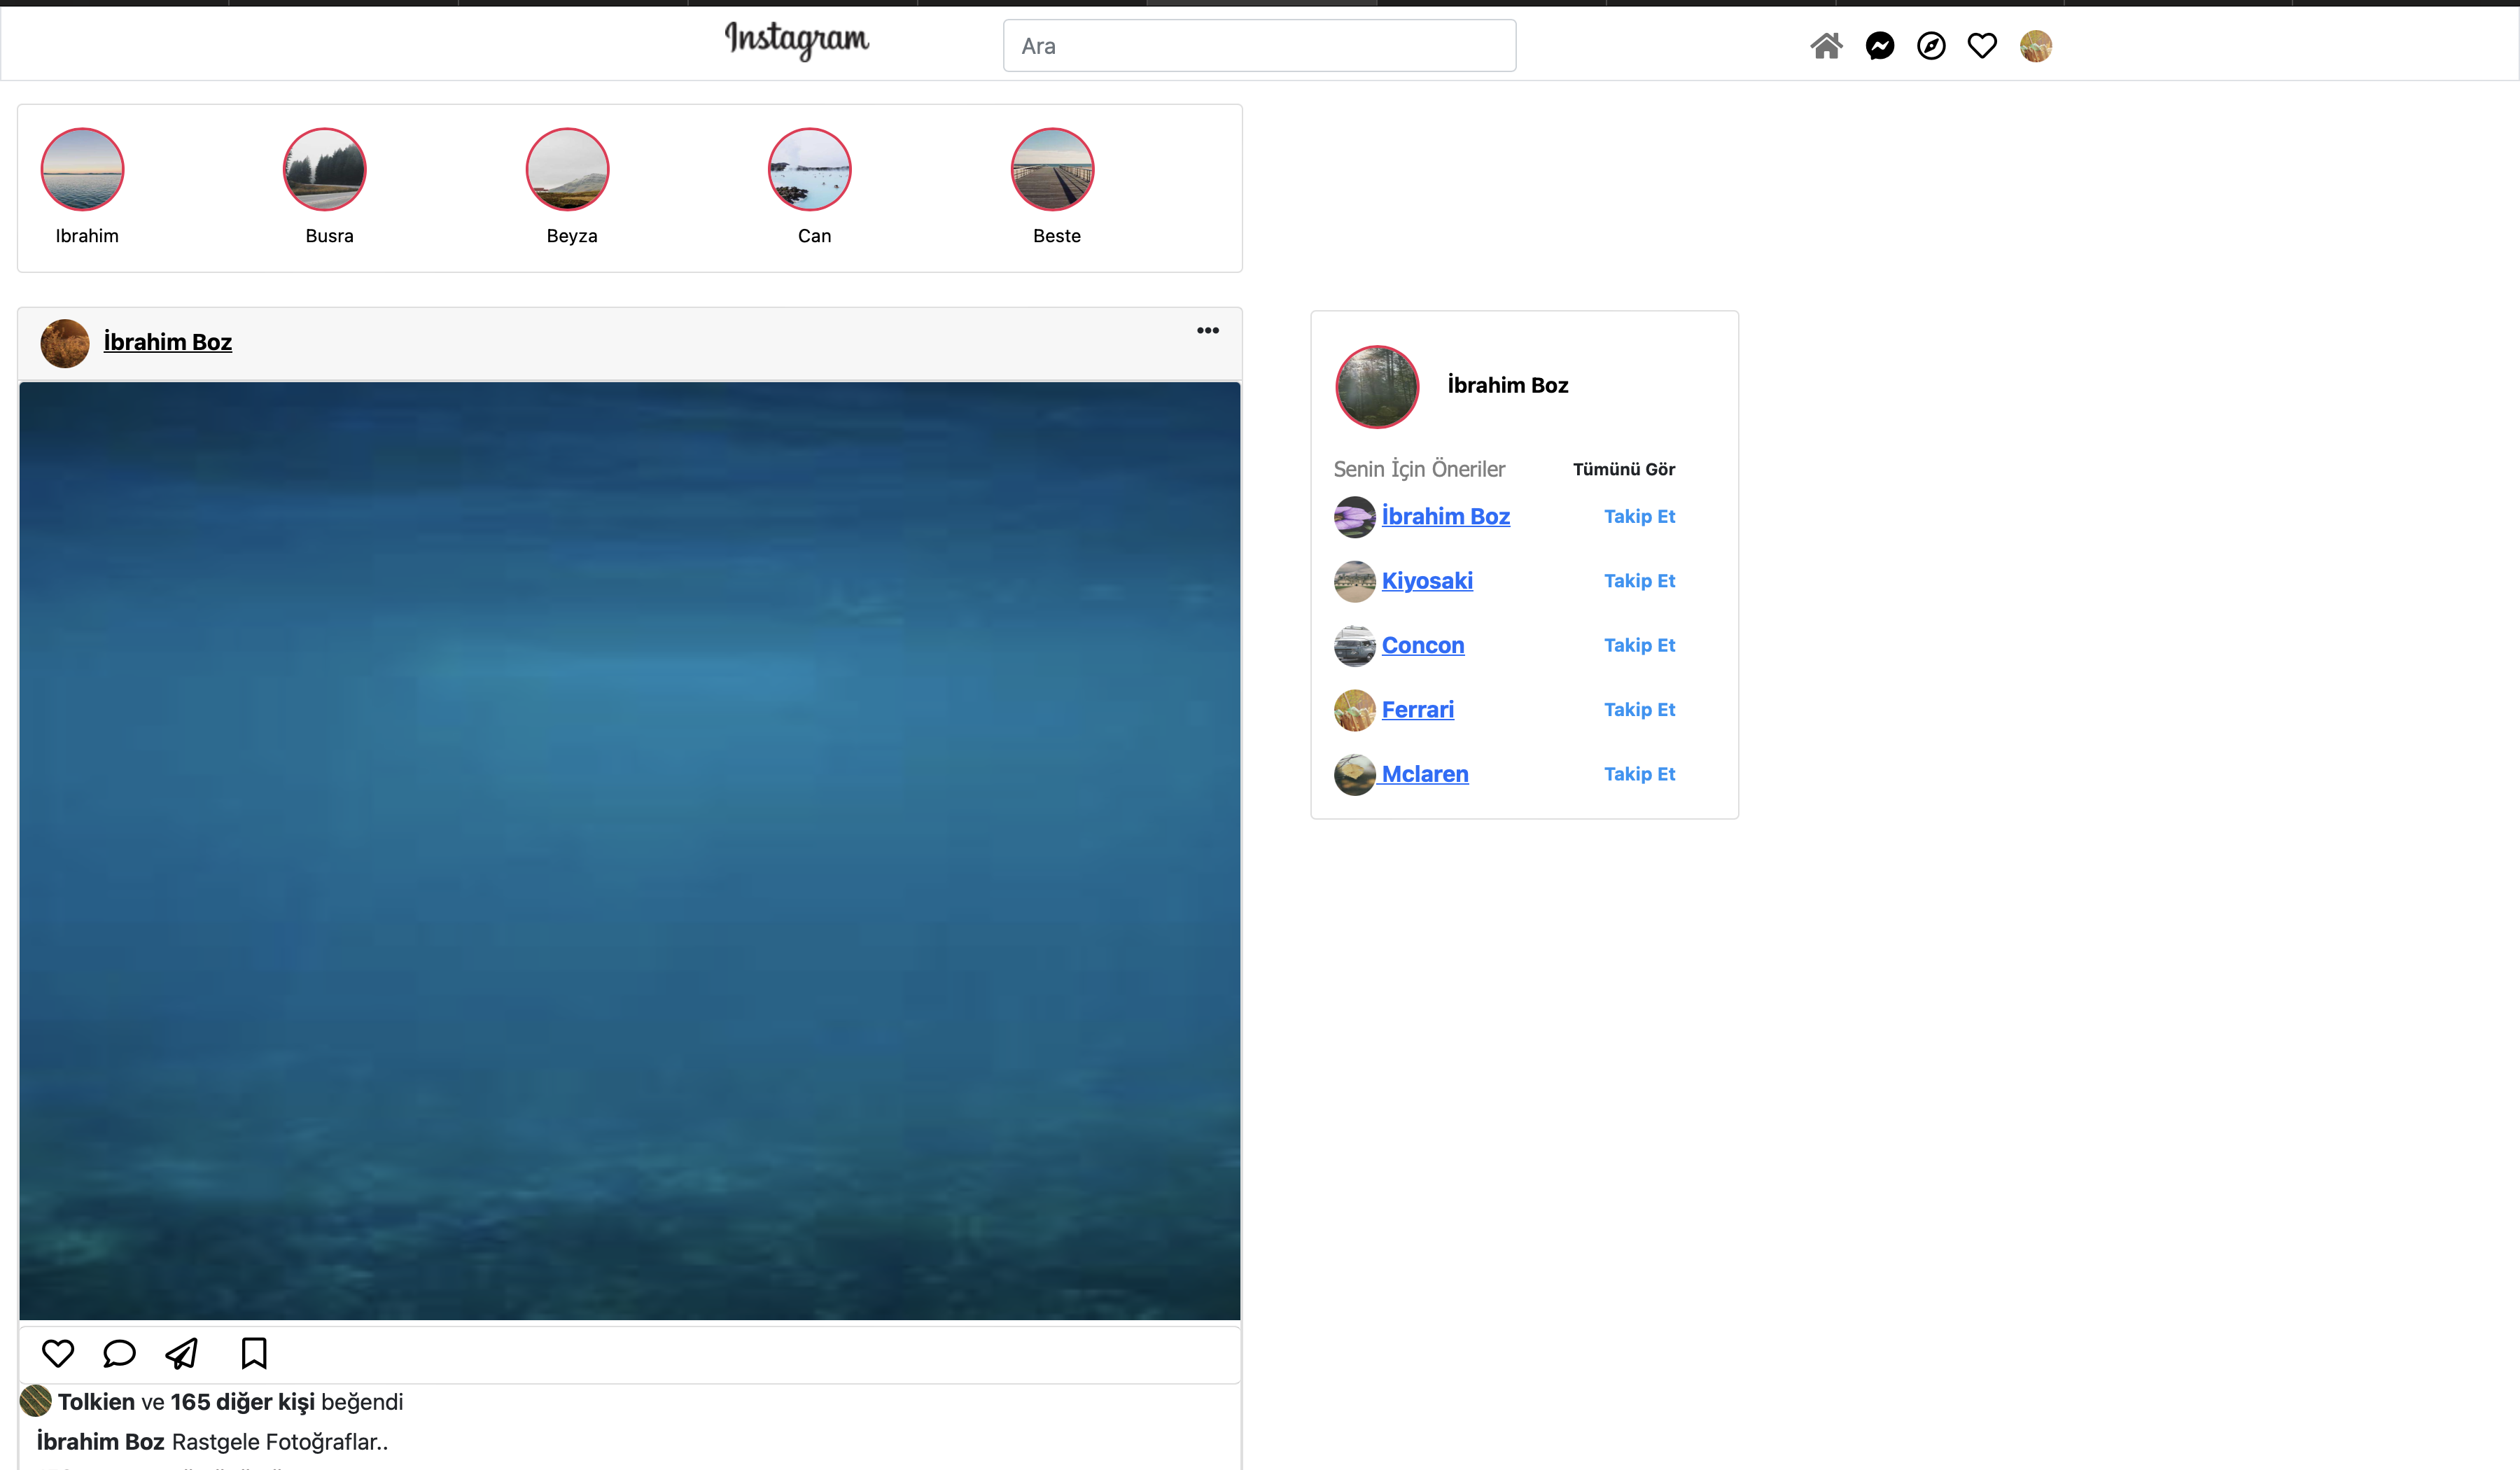 Instagram
Ara
Ibrahim Busra Beyza Can Beste
İbrahim Boz
İbrahim Boz
Senin İçin Öneriler Tümünü Gör
İbrahim Boz Takip Et
Kiyosaki Takip Et
Concon Takip Et
Ferrari Takip Et
Mclaren Takip Et
Tolkien ve 165 diğer kişi beğendi
İbrahim Boz Rastgele Fotoğraflar..